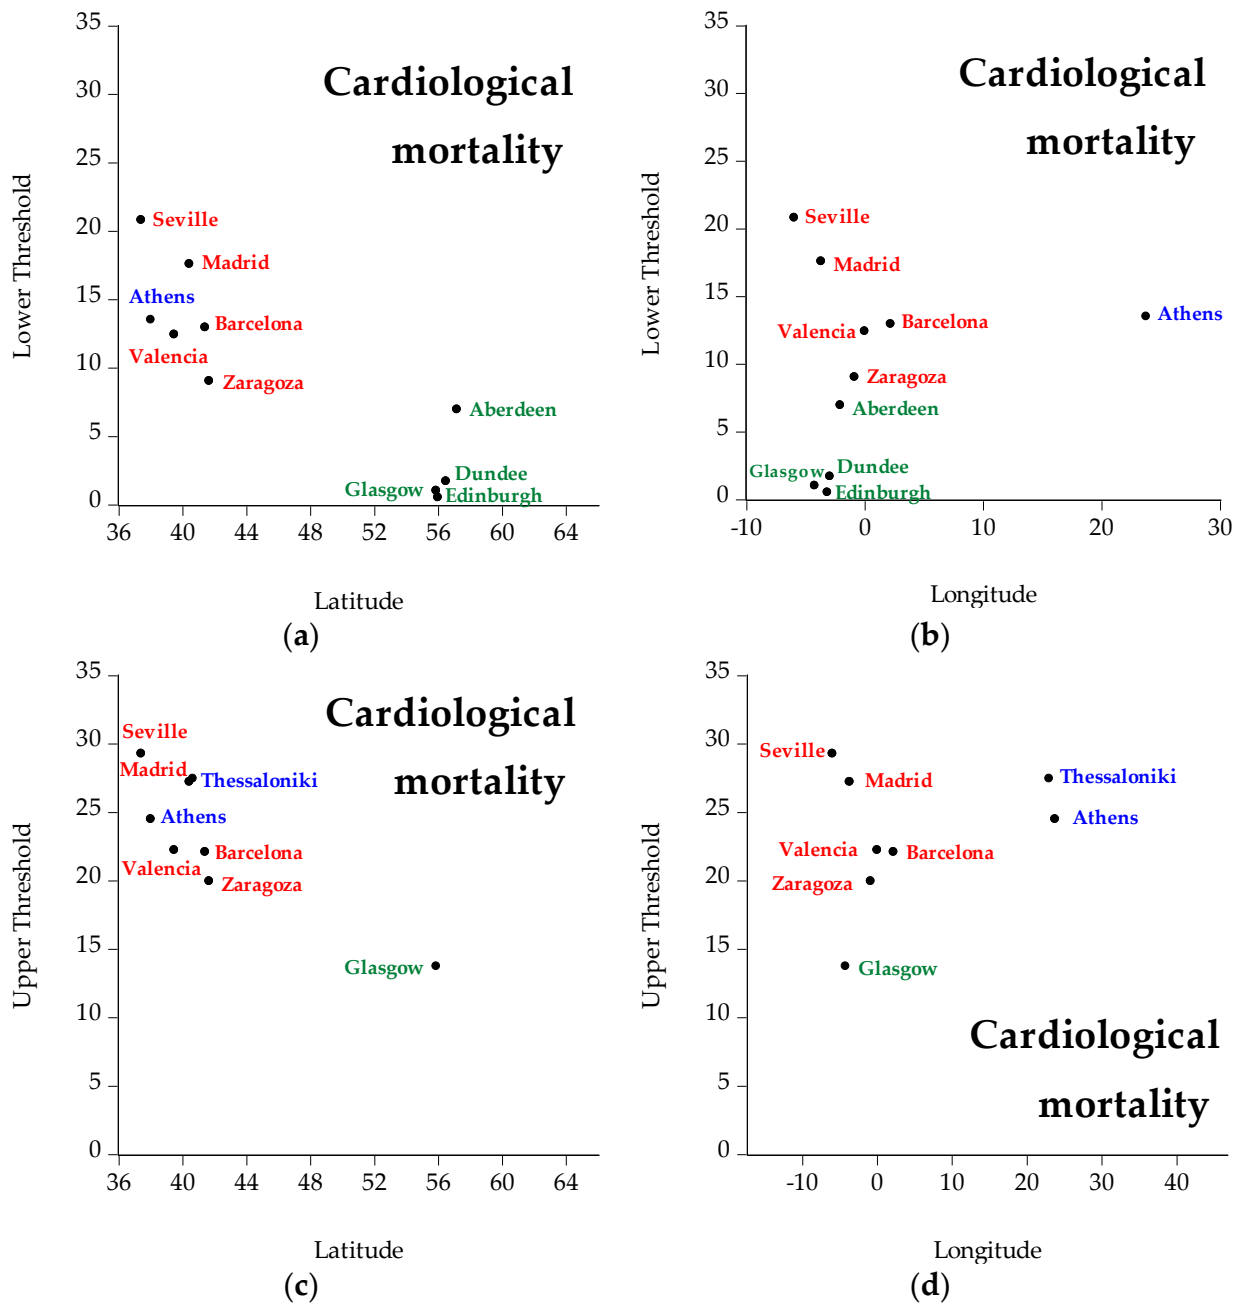 35
30
25
20
15
10
5
0
Lower Threshold
Cardiological
mortality
Seville
Madrid
Athens
Barcelona
Valencia
Zaragoza
Aberdeen
Dundee
Glasgow
Edinburgh
36 40 44 48 52 56 60 64
Latitude
(a)
35
30
25
20
15
10
5
0
Lower Threshold
Cardiological
mortality
Seville
Madrid
Athens
Barcelona
Valencia
Zaragoza
Aberdeen
Dundee
Glasgow
Edinburgh
-10 0 10 20 30
Longitude
(b)
35
30
25
20
15
10
5
0
Upper Threshold
Cardiological
mortality
Seville
Madrid
Thessaloniki
Athens
Barcelona
Valencia
Zaragoza
Glasgow
36 40 44 48 52 56 60 64
Latitude
(c)
35
30
25
20
15
10
5
0
Upper Threshold
Seville
Thessaloniki
Madrid
Athens
Valencia
Barcelona
Zaragoza
Glasgow
Cardiological
mortality
-10 0 10 20 30 40
Longitude
(d)